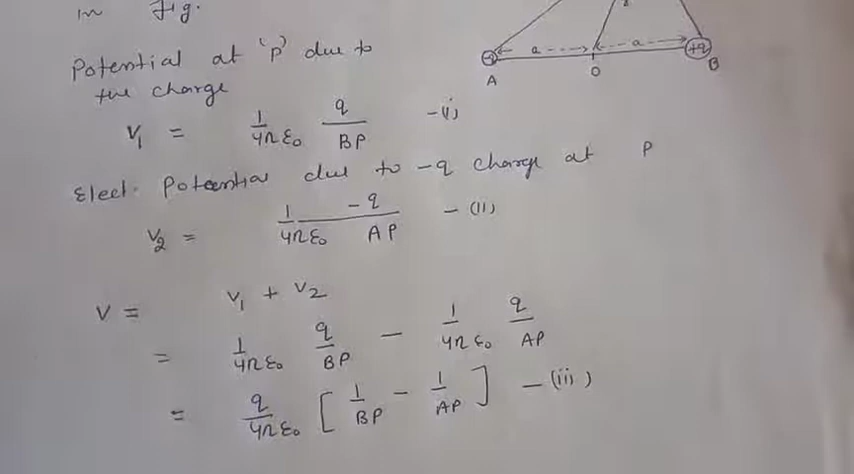 in Fig.
Potential at 'P' due to
the charge
V₁ = 1/4πε₀ q/BP -(i)
Elect. Potential due to -q charge at P
V₂ = 1/4πε₀ -q/AP - (ii)
V = V₁ + V₂
= 1/4πε₀ q/BP - 1/4πε₀ q/AP
= q/4πε₀ [1/BP - 1/AP] - (iii)
-q a a +q
A O B